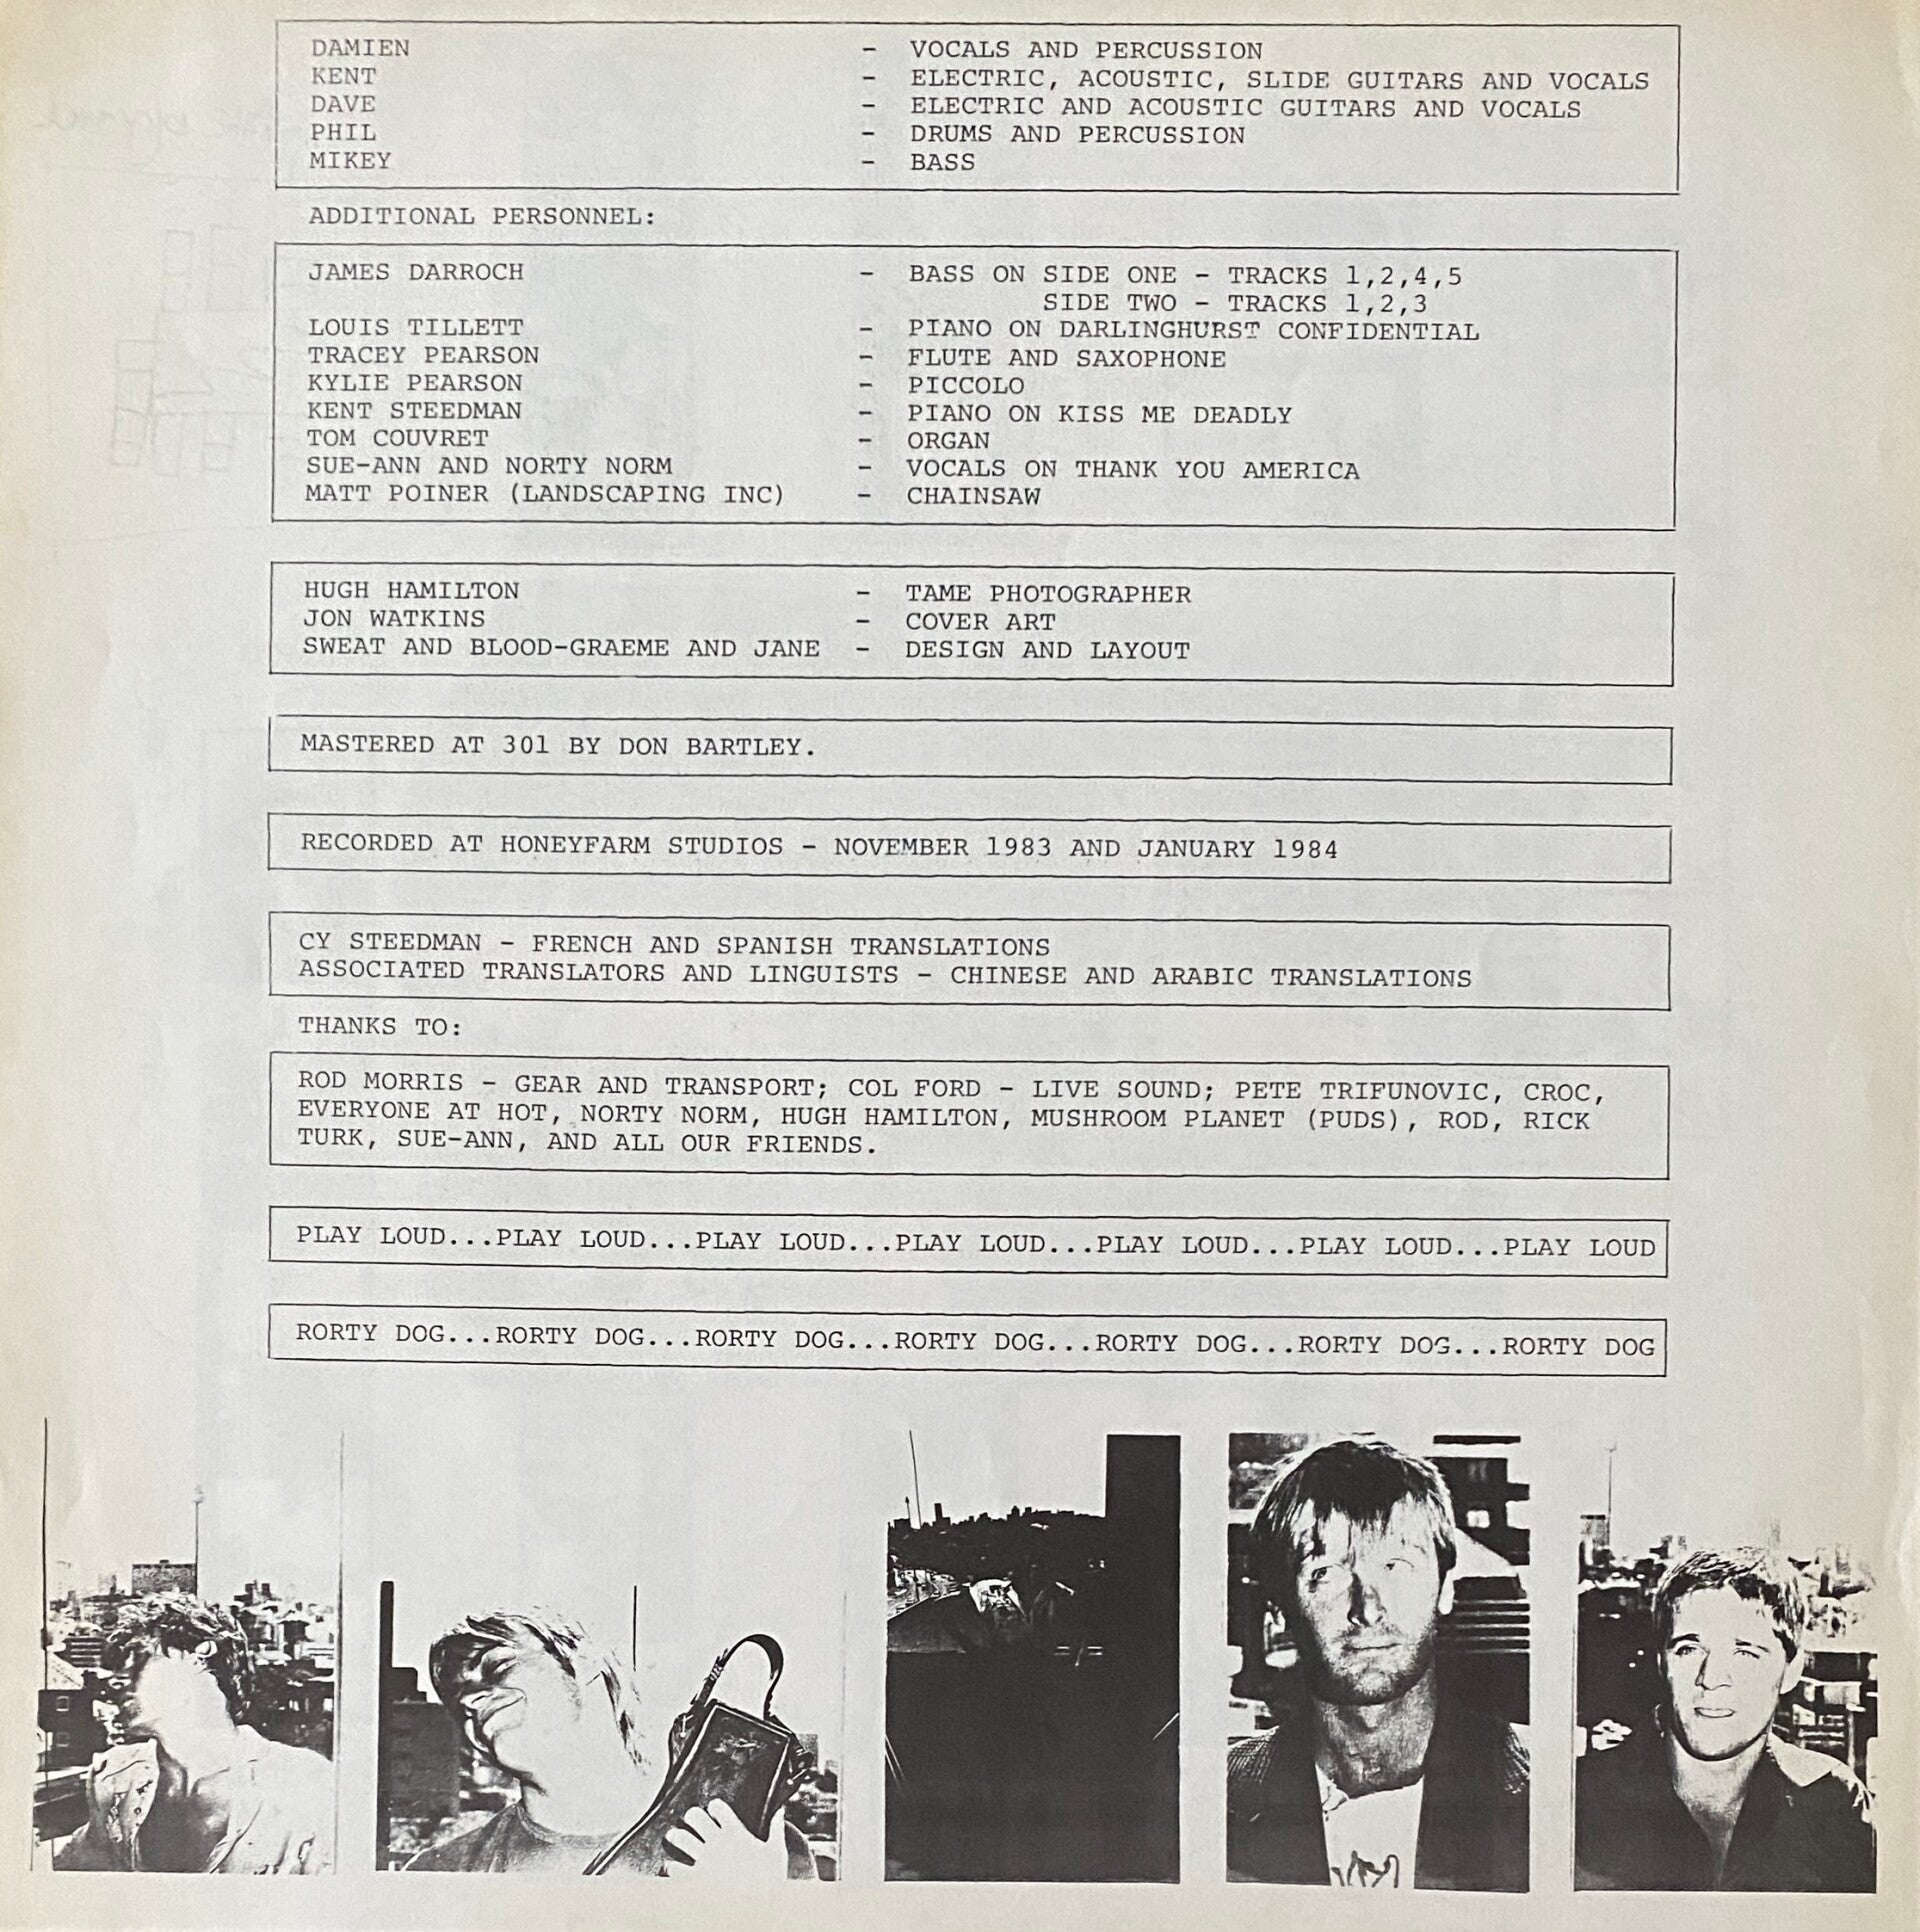 DAMIEN - VOCALS AND PERCUSSION
KENT - ELECTRIC, ACOUSTIC, SLIDE GUITARS AND VOCALS
DAVE - ELECTRIC AND ACOUSTIC GUITARS AND VOCALS
PHIL - DRUMS AND PERCUSSION
MIKEY - BASS
ADDITIONAL PERSONNEL:
JAMES DARROCH - BASS ON SIDE ONE - TRACKS 1,2,4,5
SIDE TWO - TRACKS 1,2,3
LOUIS TILLETT - PIANO ON DARLINGHURST CONFIDENTIAL
TRACEY PEARSON - FLUTE AND SAXOPHONE
KYLIE PEARSON - PICCOLO
KENT STEEDMAN - PIANO ON KISS ME DEADLY
TOM COUVRET - ORGAN
SUE-ANN AND NORTY NORM - VOCALS ON THANK YOU AMERICA
MATT POINER (LANDSCAPING INC) - CHAINSAW
HUGH HAMILTON - TAME PHOTOGRAPHER
JON WATKINS - COVER ART
SWEAT AND BLOOD-GRAEME AND JANE - DESIGN AND LAYOUT
MASTERED AT 301 BY DON BARTLEY.
RECORDED AT HONEYFARM STUDIOS - NOVEMBER 1983 AND JANUARY 1984
CY STEEDMAN - FRENCH AND SPANISH TRANSLATIONS
ASSOCIATED TRANSLATORS AND LINGUISTS - CHINESE AND ARABIC TRANSLATIONS
THANKS TO:
ROD MORRIS - GEAR AND TRANSPORT; COL FORD - LIVE SOUND; PETE TRIFUNOVIC, CROC,
EVERYONE AT HOT, NORTY NORM, HUGH HAMILTON, MUSHROOM PLANET (PUDS), ROD, RICK
TURK, SUE-ANN, AND ALL OUR FRIENDS.
PLAY LOUD...PLAY LOUD...PLAY LOUD...PLAY LOUD...PLAY LOUD...PLAY LOUD...PLAY LOUD
RORTY DOG...RORTY DOG...RORTY DOG...RORTY DOG...RORTY DOG...RORTY DOG...RORTY DOG